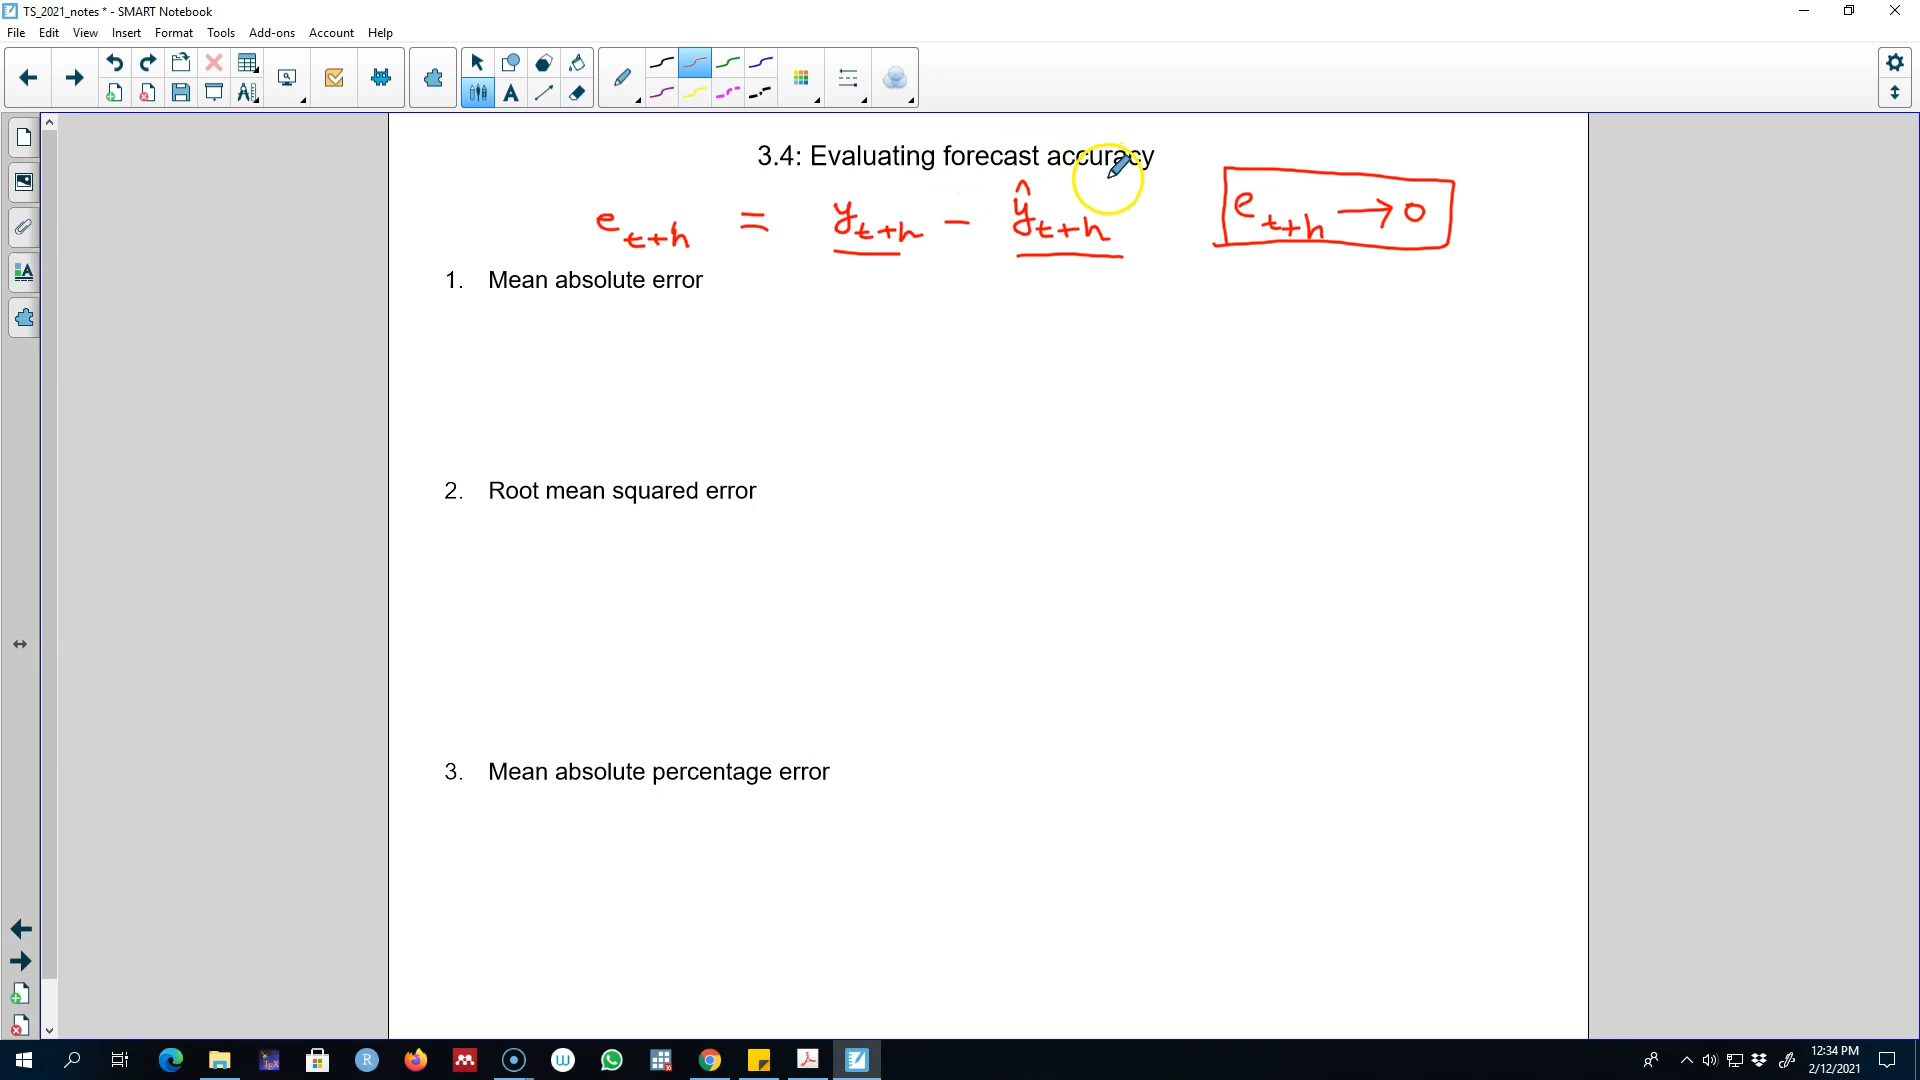 TS_2021_notes * - SMART Notebook
File Edit View Insert Format Tools Add-ons Account Help
3.4: Evaluating forecast accuracy
e_{t+h} = y_{t+h} - ŷ_{t+h}
e_{t+h} → 0
1. Mean absolute error
2. Root mean squared error
3. Mean absolute percentage error
12:34 PM
2/12/2021